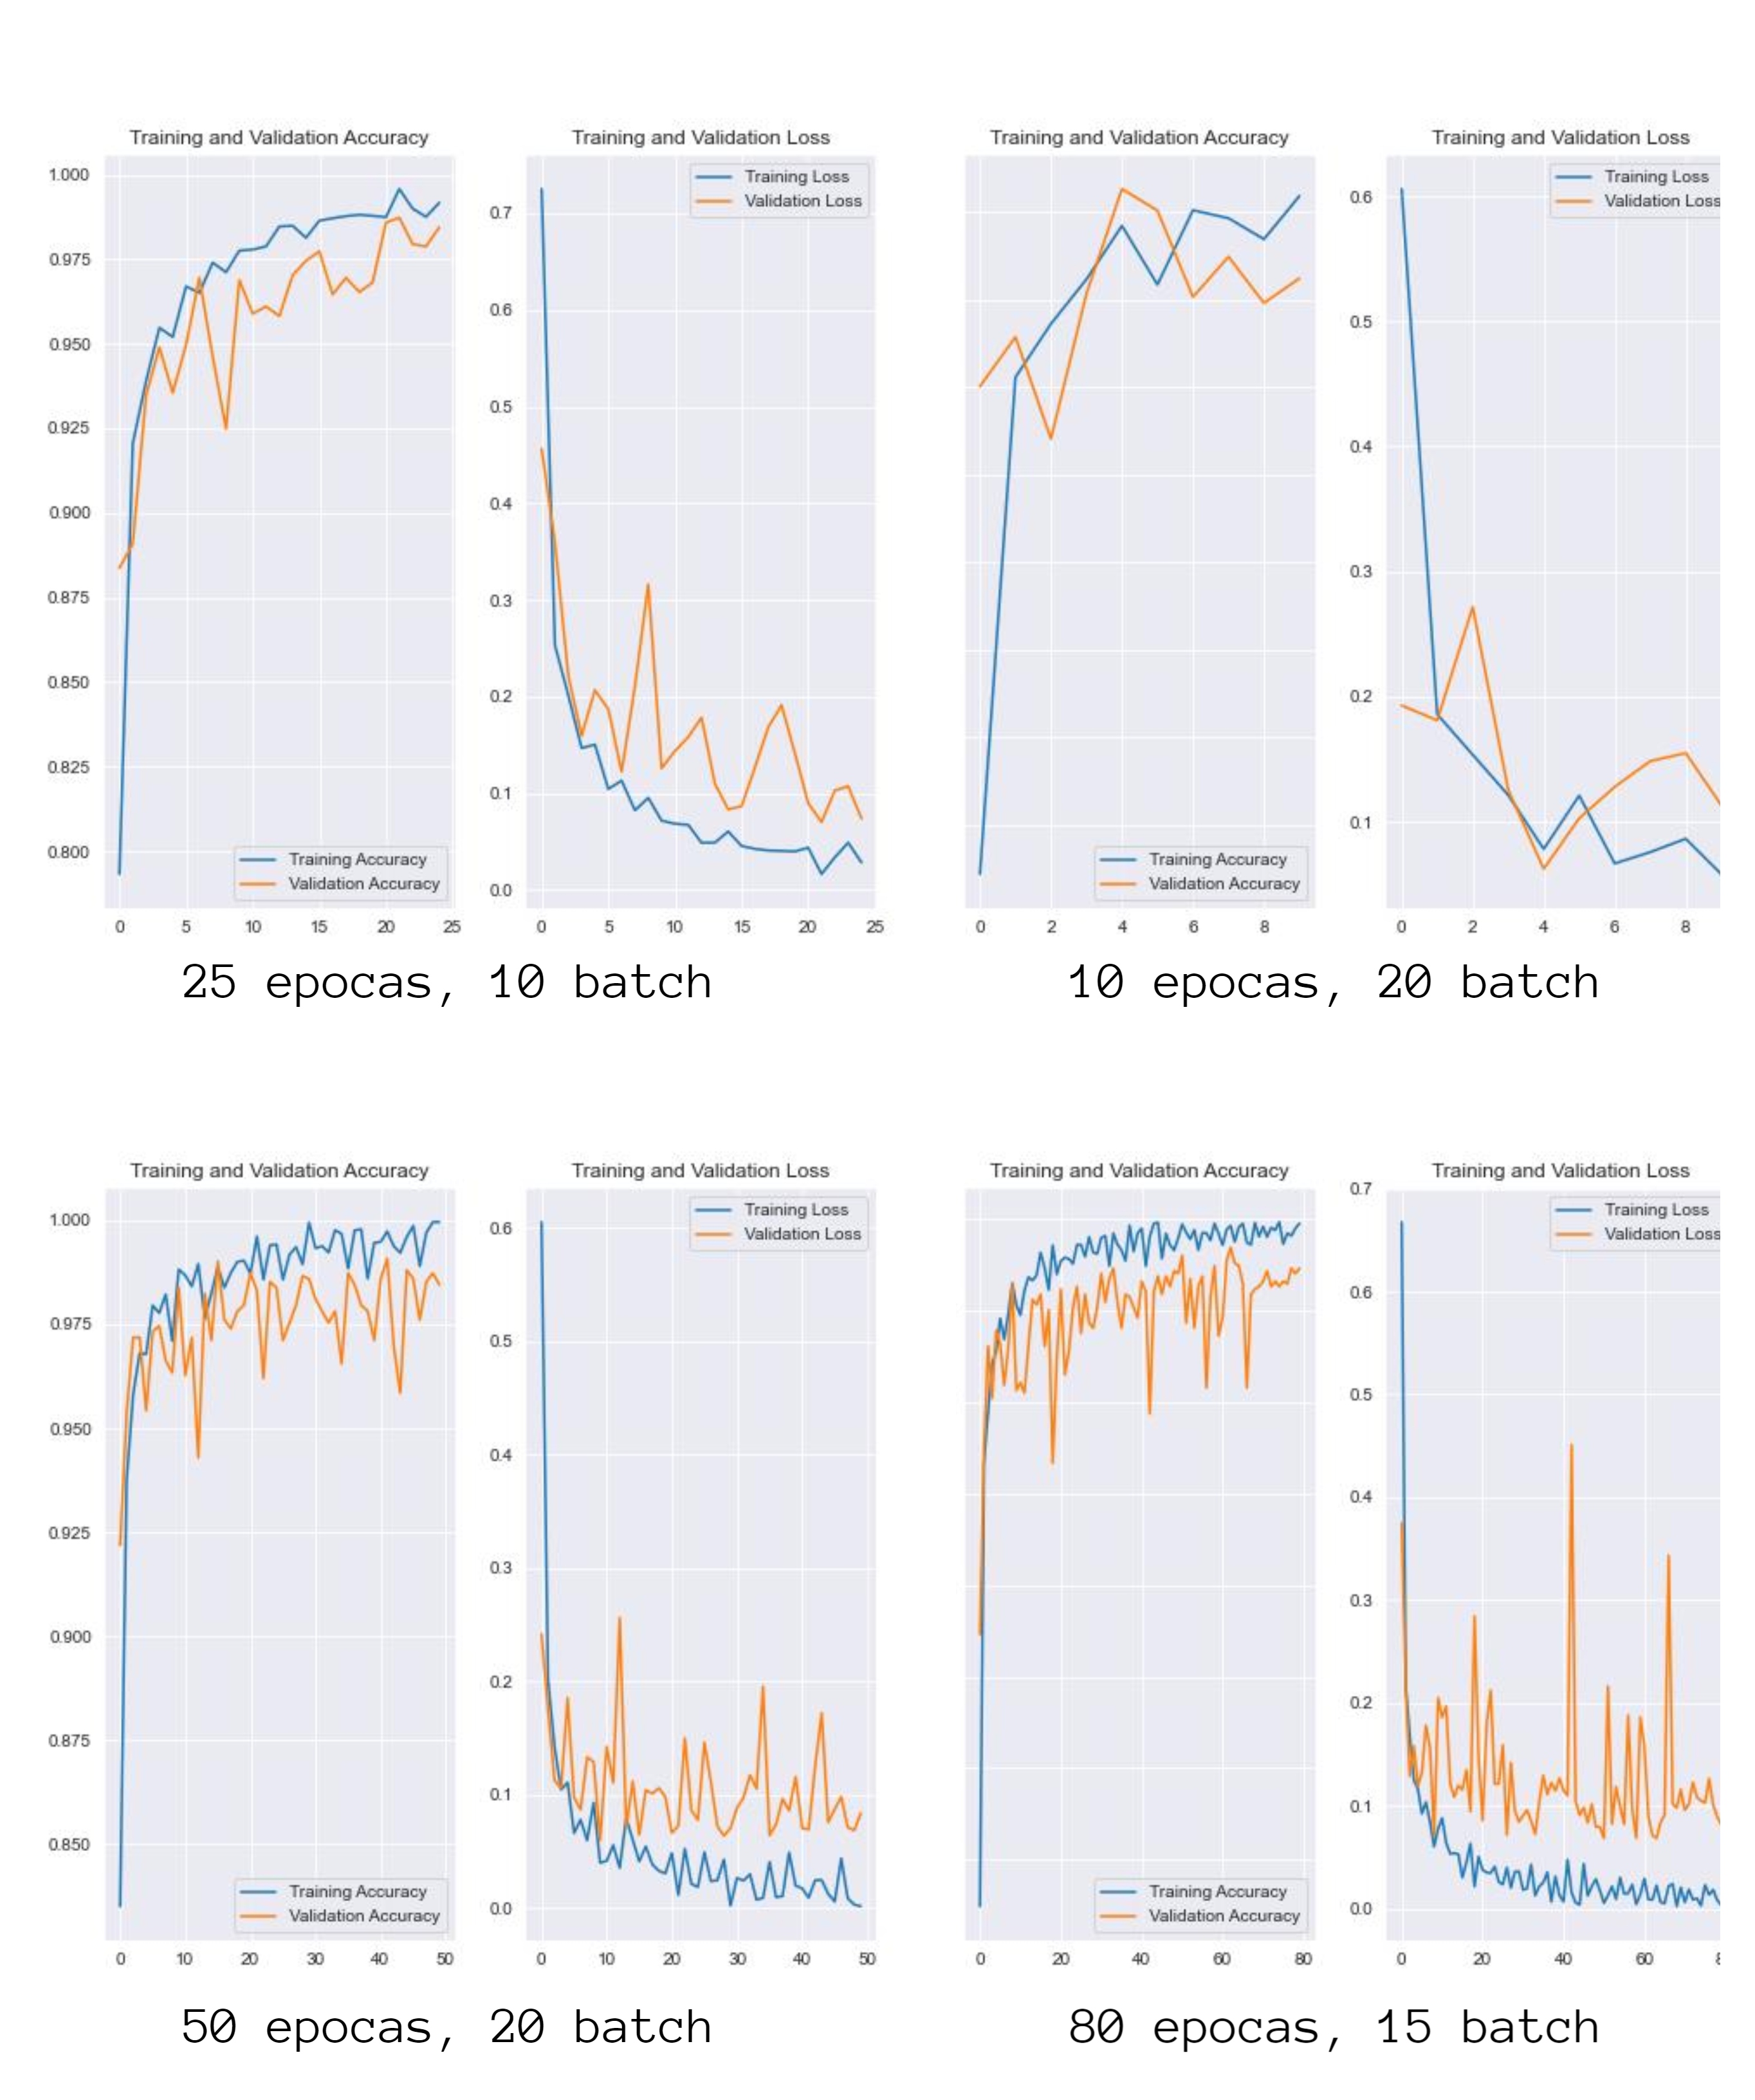 Training and Validation Accuracy
1.000
0.975
0.950
0.925
0.900
0.875
0.850
0.825
0.800
Training Accuracy
Validation Accuracy
0 5 10 15 20 25
Training and Validation Loss
Training Loss
Validation Loss
0.7
0.6
0.5
0.4
0.3
0.2
0.1
0.0
0 5 10 15 20 25
25 epocas, 10 batch
Training and Validation Accuracy
Training Accuracy
Validation Accuracy
0 2 4 6 8
Training and Validation Loss
Training Loss
Validation Loss
0.6
0.5
0.4
0.3
0.2
0.1
0 2 4 6 8
10 epocas, 20 batch
Training and Validation Accuracy
1.000
0.975
0.950
0.925
0.900
0.875
0.850
Training Accuracy
Validation Accuracy
0 10 20 30 40 50
Training and Validation Loss
Training Loss
Validation Loss
0.6
0.5
0.4
0.3
0.2
0.1
0.0
0 10 20 30 40 50
50 epocas, 20 batch
Training and Validation Accuracy
Training Accuracy
Validation Accuracy
0 20 40 60 80
Training and Validation Loss
Training Loss
Validation Loss
0.7
0.6
0.5
0.4
0.3
0.2
0.1
0.0
0 20 40 60
80 epocas, 15 batch